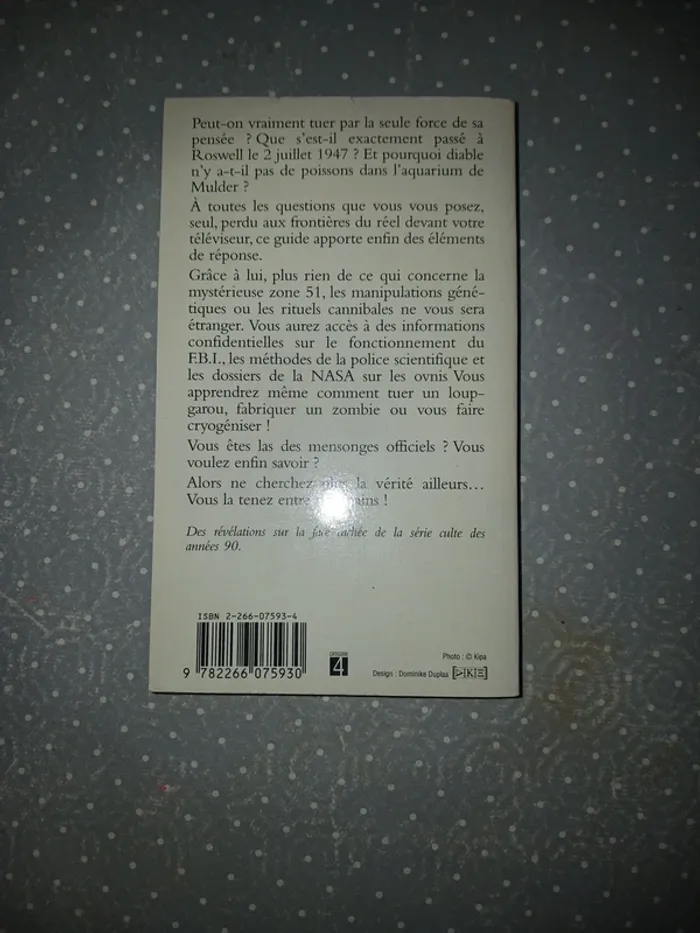 Peut-on vraiment tuer par la seule force de sa
pensée ? Que s'est-il exactement passé à
Roswell le 2 juillet 1947 ? Et pourquoi diable
n'y a-t-il pas de poissons dans l'aquarium de
Mulder ?
À toutes les questions que vous vous posez,
seul, perdu aux frontières du réel devant votre
téléviseur, ce guide apporte enfin des éléments
de réponse.
Grâce à lui, plus rien de ce qui concerne la
mystérieuse zone 51, les manipulations géné-
tiques ou les rituels cannibales ne vous sera
étranger. Vous aurez accès à des informations
confidentielles sur le fonctionnement du
F.B.I., les méthodes de la police scientifique et
les dossiers de la NASA sur les ovnis Vous
apprendrez même comment tuer un loup-
garou, fabriquer un zombie ou vous faire
cryogéniser !
Vous êtes las des mensonges officiels ? Vous
voulez enfin savoir ?
Alors ne cherchez plus la vérité ailleurs…
Vous la tenez entre mains !
Des révélations sur la face cachée de la série culte des
années 90.
ISBN 2-266-07593-4
9 782266 075930
CATÉGORIE
4
Photo : © Kipa
Design : Dominike Duplaa